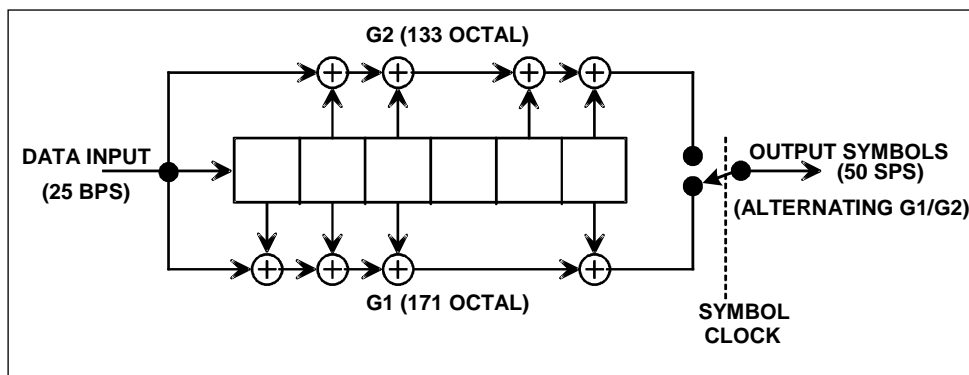 G2 (133 OCTAL)
DATA INPUT
(25 BPS)
OUTPUT SYMBOLS
(50 SPS)
(ALTERNATING G1/G2)
G1 (171 OCTAL)
SYMBOL
CLOCK